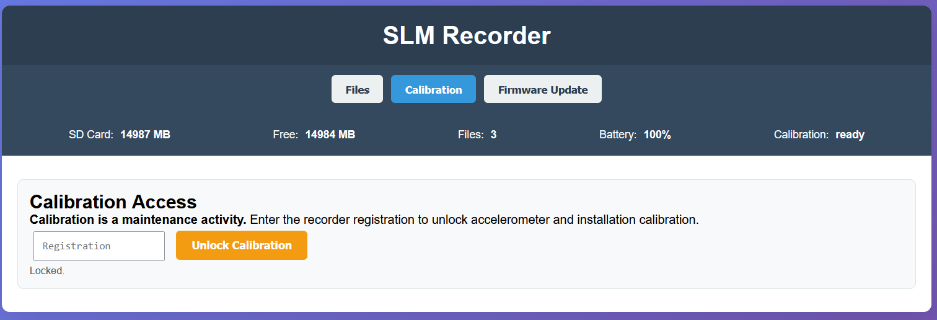 SLM Recorder
Files Calibration Firmware Update
SD Card: 14987 MB Free: 14984 MB Files: 3 Battery: 100% Calibration: ready
Calibration Access
Calibration is a maintenance activity. Enter the recorder registration to unlock accelerometer and installation calibration.
Registration Unlock Calibration
Locked.